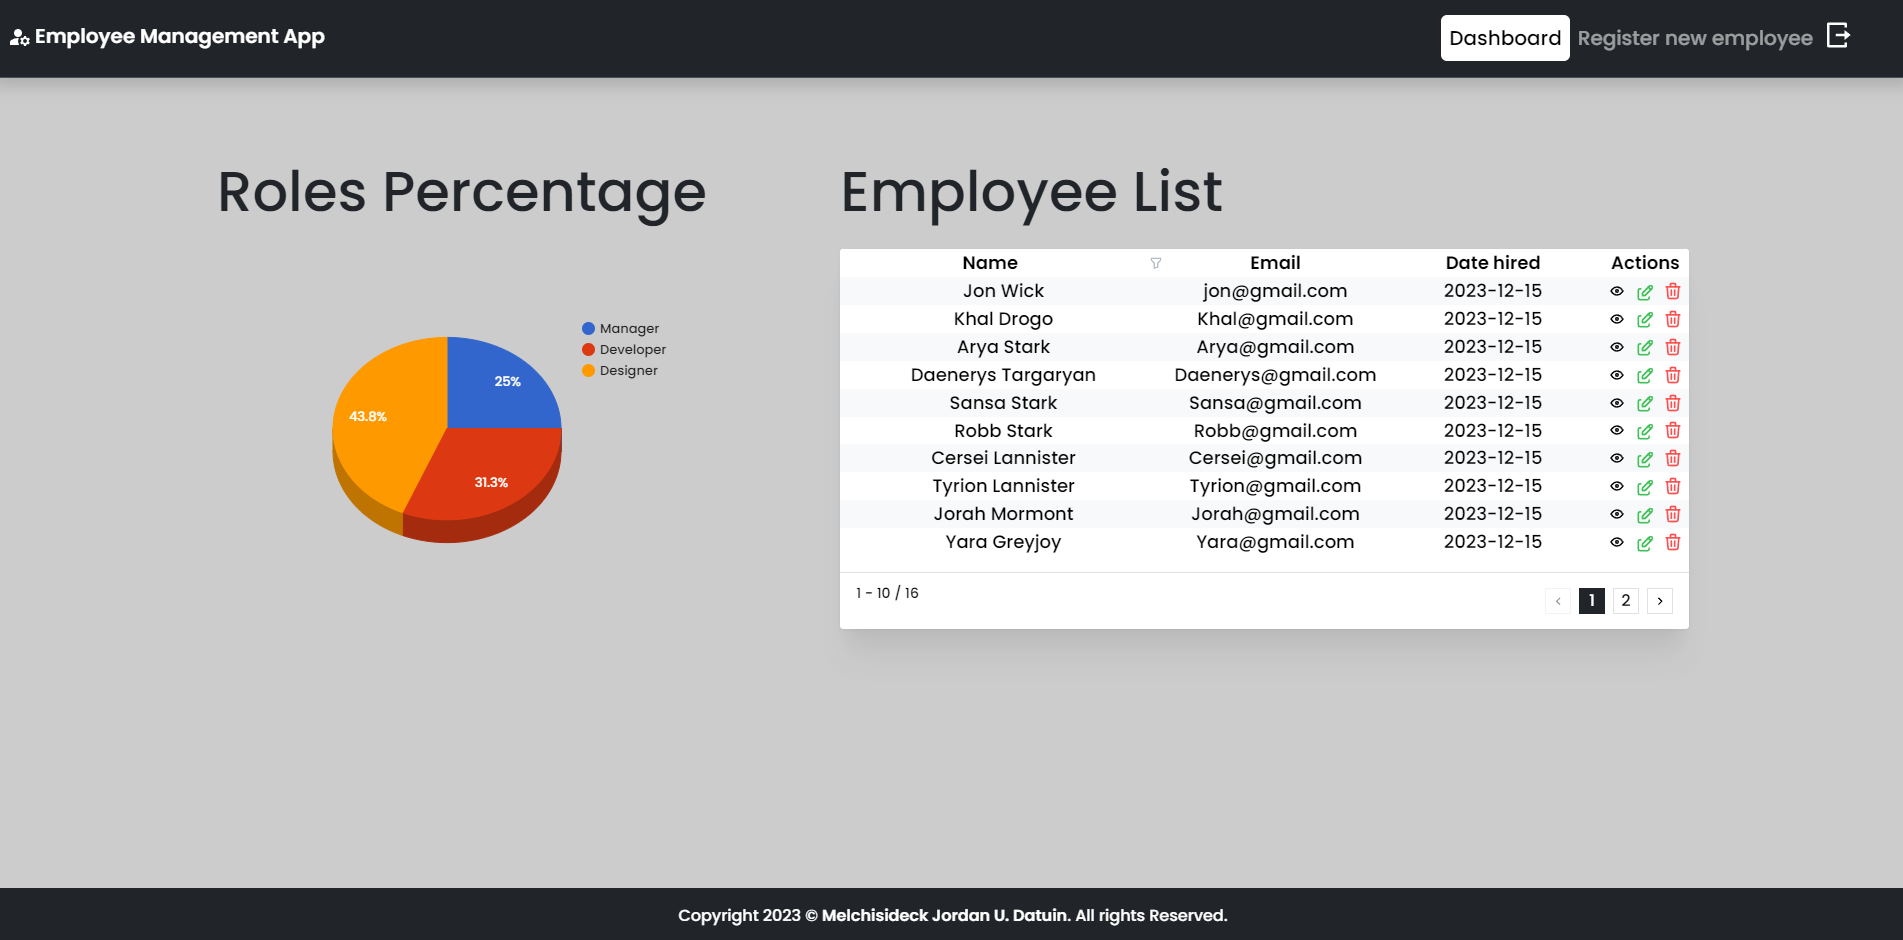 Employee Management App
Dashboard Register new employee
Roles Percentage
Manager
Developer
Designer
25%
43.8%
31.3%
Employee List
Name Email Date hired Actions
Jon Wick jon@gmail.com 2023-12-15
Khal Drogo Khal@gmail.com 2023-12-15
Arya Stark Arya@gmail.com 2023-12-15
Daenerys Targaryan Daenerys@gmail.com 2023-12-15
Sansa Stark Sansa@gmail.com 2023-12-15
Robb Stark Robb@gmail.com 2023-12-15
Cersei Lannister Cersei@gmail.com 2023-12-15
Tyrion Lannister Tyrion@gmail.com 2023-12-15
Jorah Mormont Jorah@gmail.com 2023-12-15
Yara Greyjoy Yara@gmail.com 2023-12-15
1 - 10 / 16
< 1 2 >
Copyright 2023 © Melchisideck Jordan U. Datuin. All rights Reserved.